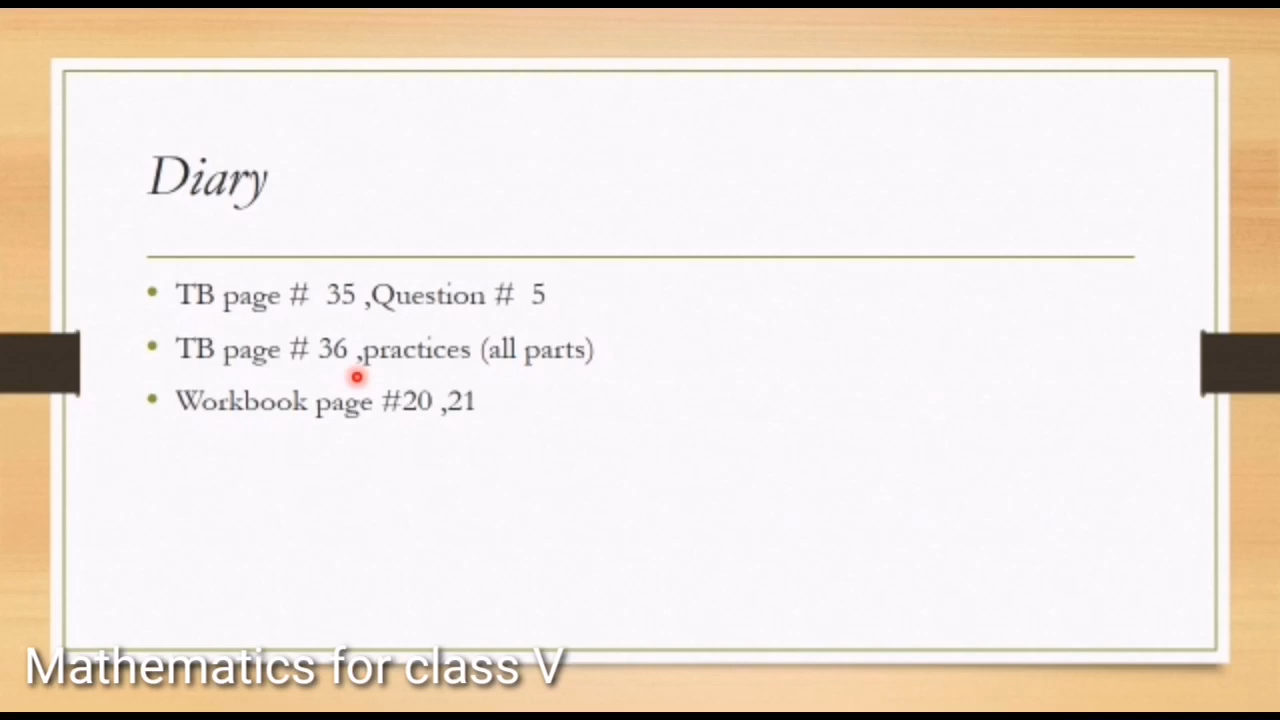 Diary
• TB page #  35 ,Question #  5
• TB page # 36 ,practices (all parts)
• Workbook page #20 ,21
Mathematics for class V